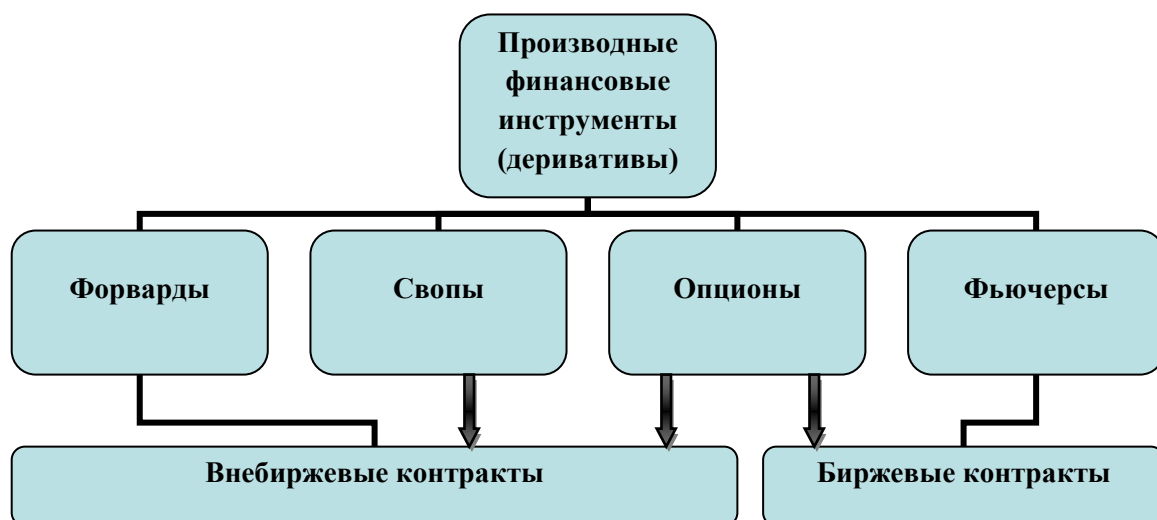 Производные
финансовые
инструменты
(деривативы)
Форварды
Свопы
Опционы
Фьючерсы
Внебиржевые контракты
Биржевые контракты